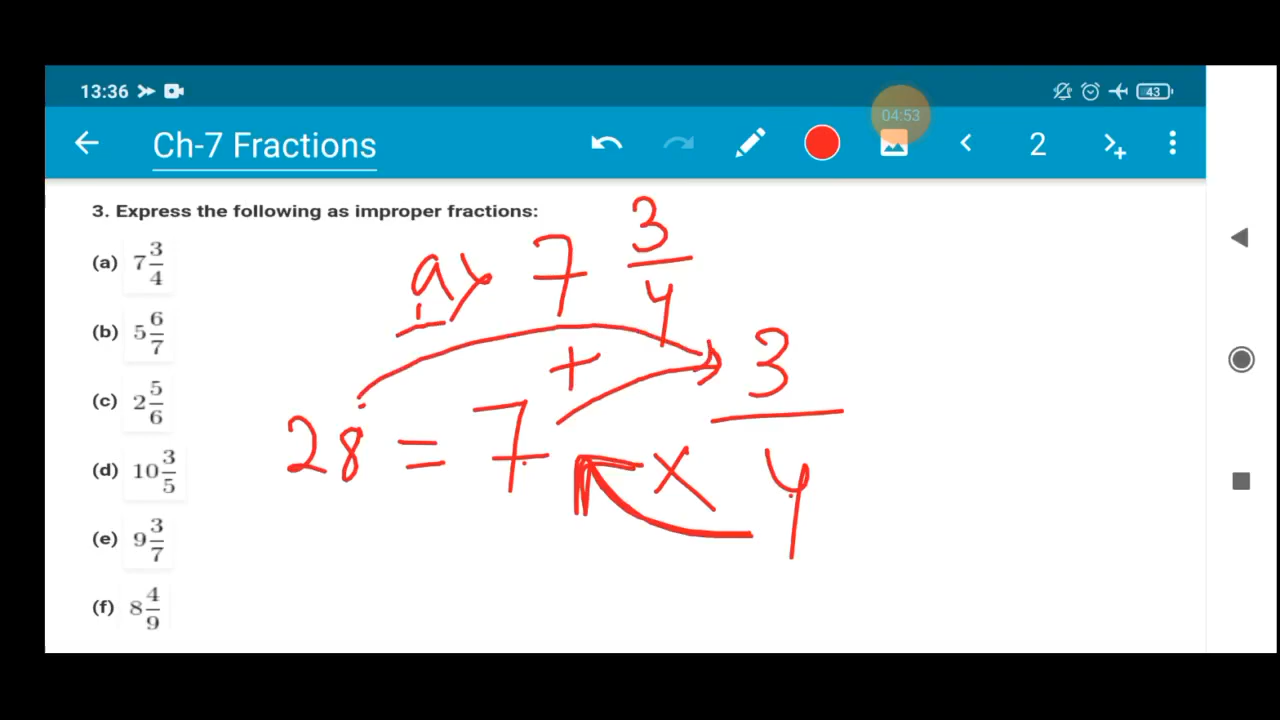 13:36 43
04:53
Ch-7 Fractions 2
3. Express the following as improper fractions:
(a) 7 3/4
(b) 5 6/7
(c) 2 5/6
(d) 10 3/5
(e) 9 3/7
(f) 8 4/9
a) 7 3/4
+
28 = 7 × 3/4